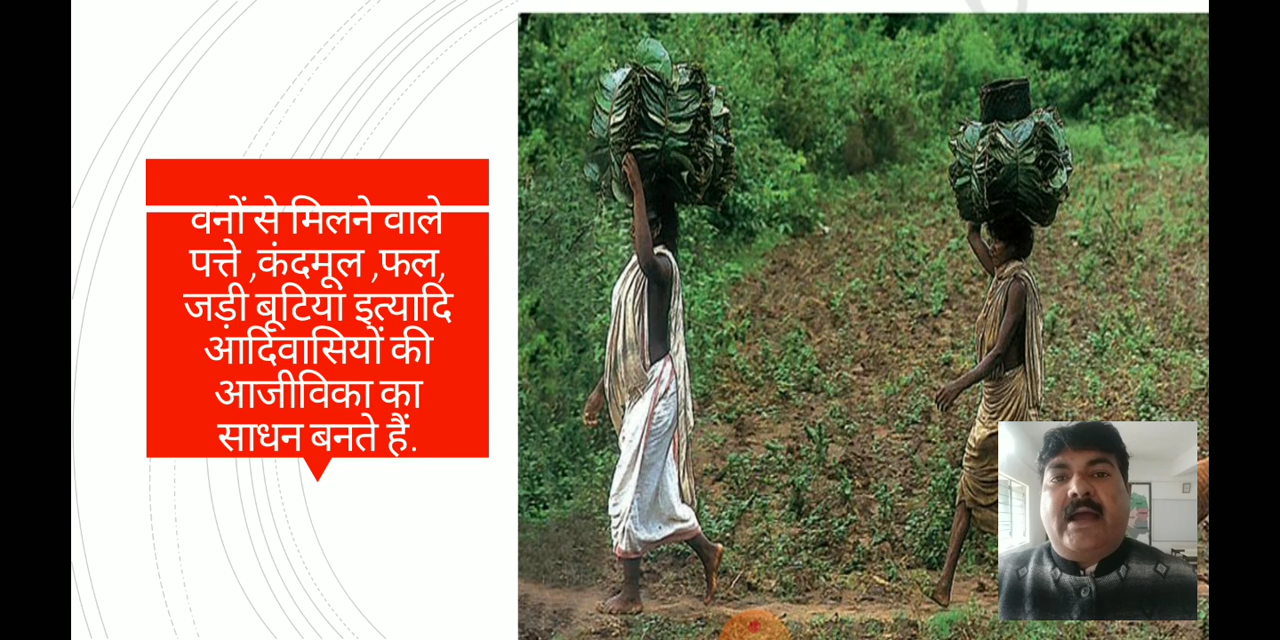 वनों से मिलने वाले
पत्ते ,कंदमूल ,फल,
जड़ी बूटिया इत्यादि
आदिवासियों की
आजीविका का
साधन बनते हैं.